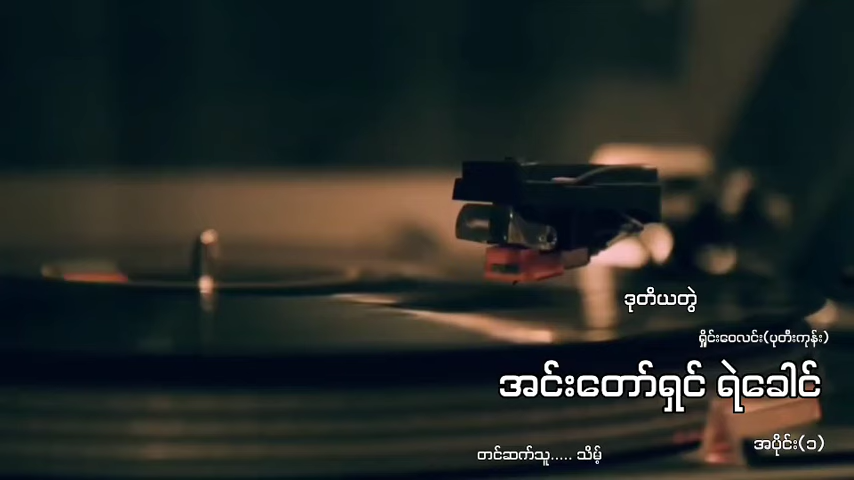 ဒုတိယတွဲ
ရှိုင်းဝေလင်း(ပုတီးကုန်း)
အင်းတော်ရှင် ရဲခေါင်
အပိုင်း(၁)
တင်ဆက်သူ..... သိမ့်